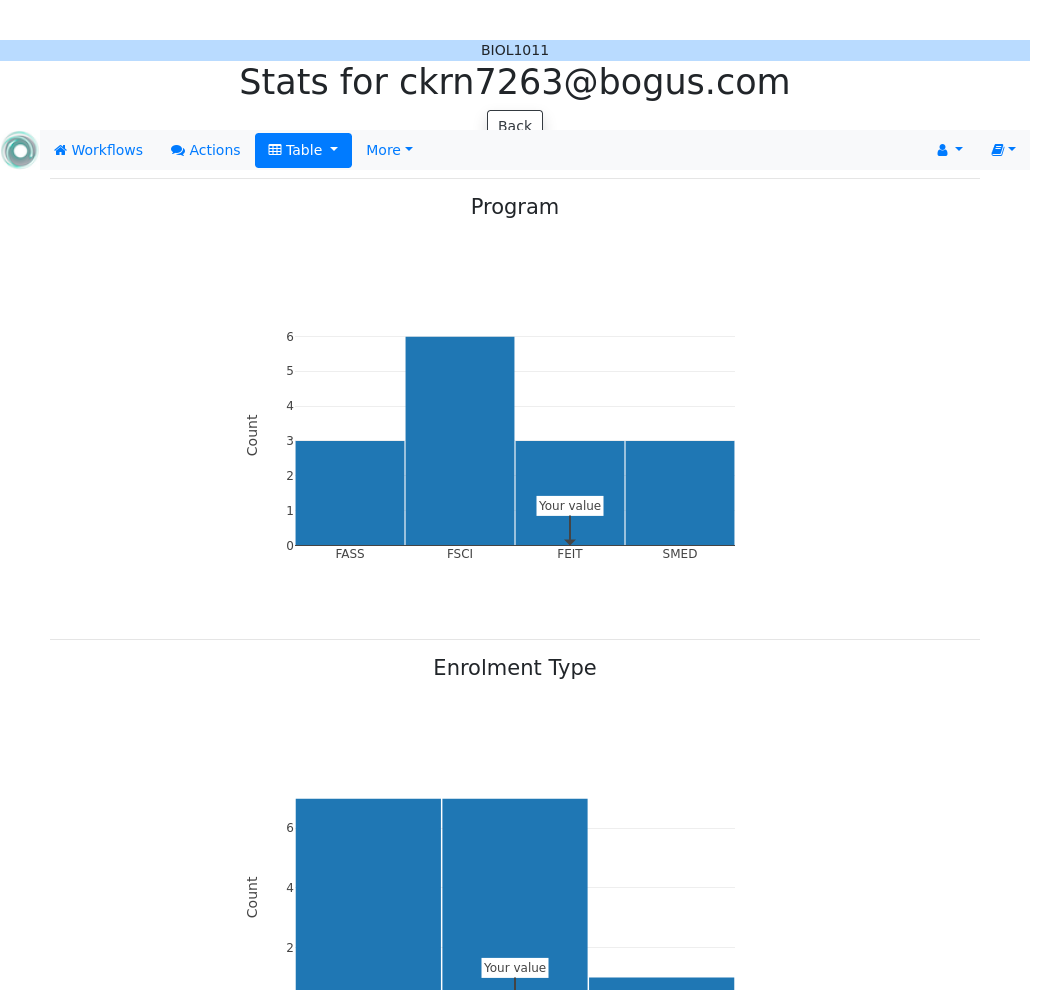 BIOL1011
Stats for ckrn7263@bogus.com
Back
Workflows Actions Table More
Program
6
5
4
3
2
1
0
Count
Your value
FASS FSCI FEIT SMED
Enrolment Type
6
4
2
Count
Your value